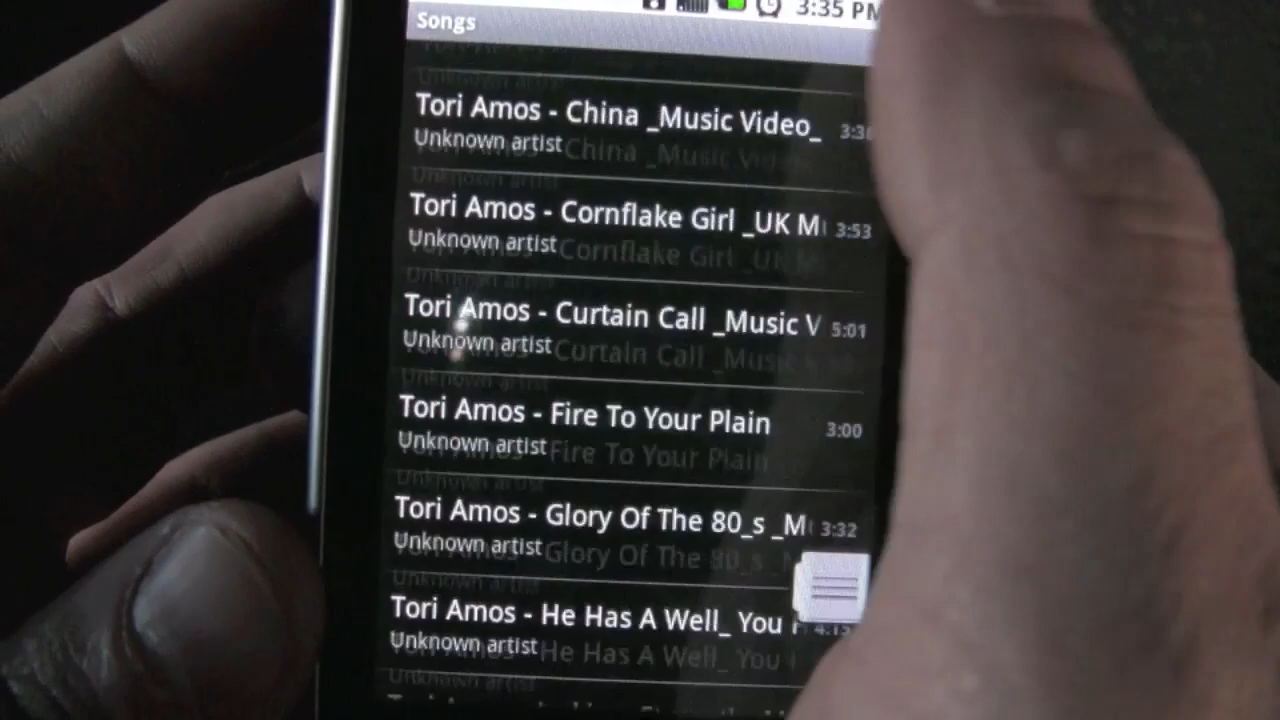 3:35 PM
Songs
Tori Amos - China _Music Video_
Unknown artist
Tori Amos - Cornflake Girl _UK M
3:53
Unknown artist
Tori Amos - Curtain Call _Music V
5:01
Unknown artist
Tori Amos - Fire To Your Plain
3:00
Unknown artist
Tori Amos - Glory Of The 80_s _M
3:32
Unknown artist
Tori Amos - He Has A Well_ You
Unknown artist